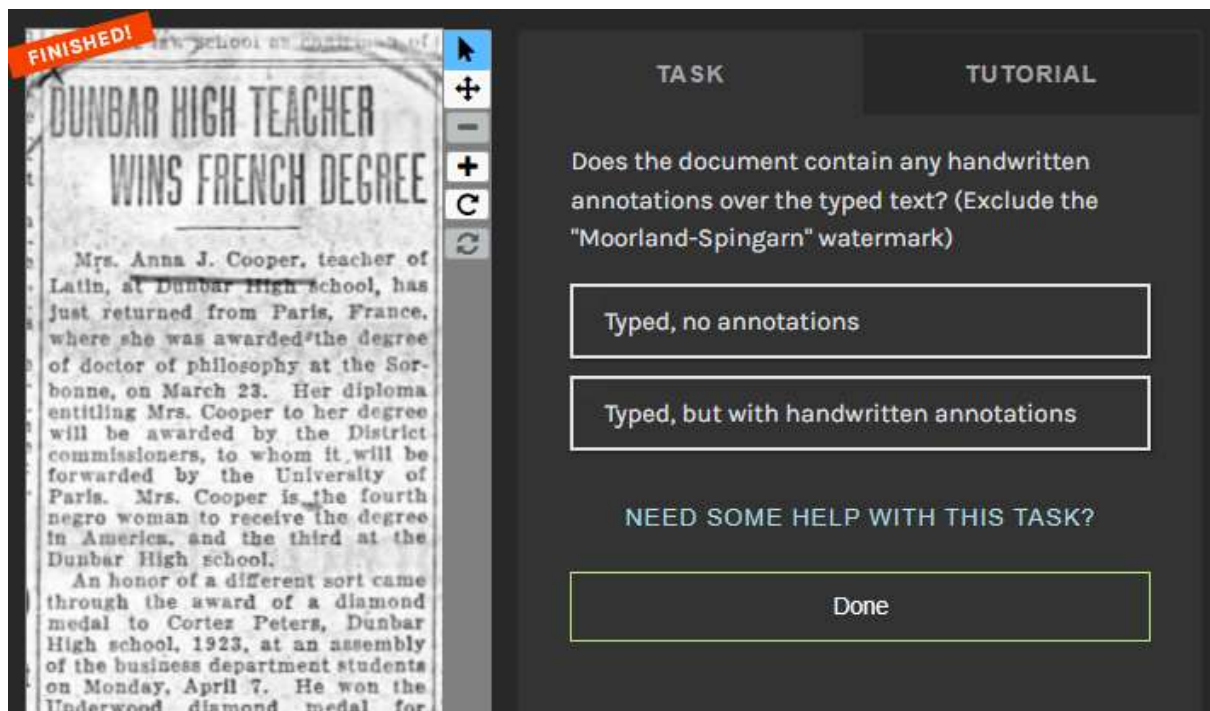 FINISHED!
school as chairman of
DUNBAR HIGH TEACHER
WINS FRENCH DEGREE
Mrs. Anna J. Cooper, teacher of
Latin, at Dunbar High school, has
just returned from Paris, France,
where she was awarded the degree
of doctor of philosophy at the Sor-
bonne, on March 23. Her diploma
entitling Mrs. Cooper to her degree
will be awarded by the District
commissioners, to whom it will be
forwarded by the University of
Paris. Mrs. Cooper is the fourth
negro woman to receive the degree
in America, and the third at the
Dunbar High school.
An honor of a different sort came
through the award of a diamond
medal to Cortez Peters, Dunbar
High school, 1923, at an assembly
of the business department students
on Monday, April 7. He won the
Underwood diamond medal for
TASK
TUTORIAL
Does the document contain any handwritten
annotations over the typed text? (Exclude the
"Moorland-Spingarn" watermark)
Typed, no annotations
Typed, but with handwritten annotations
NEED SOME HELP WITH THIS TASK?
Done